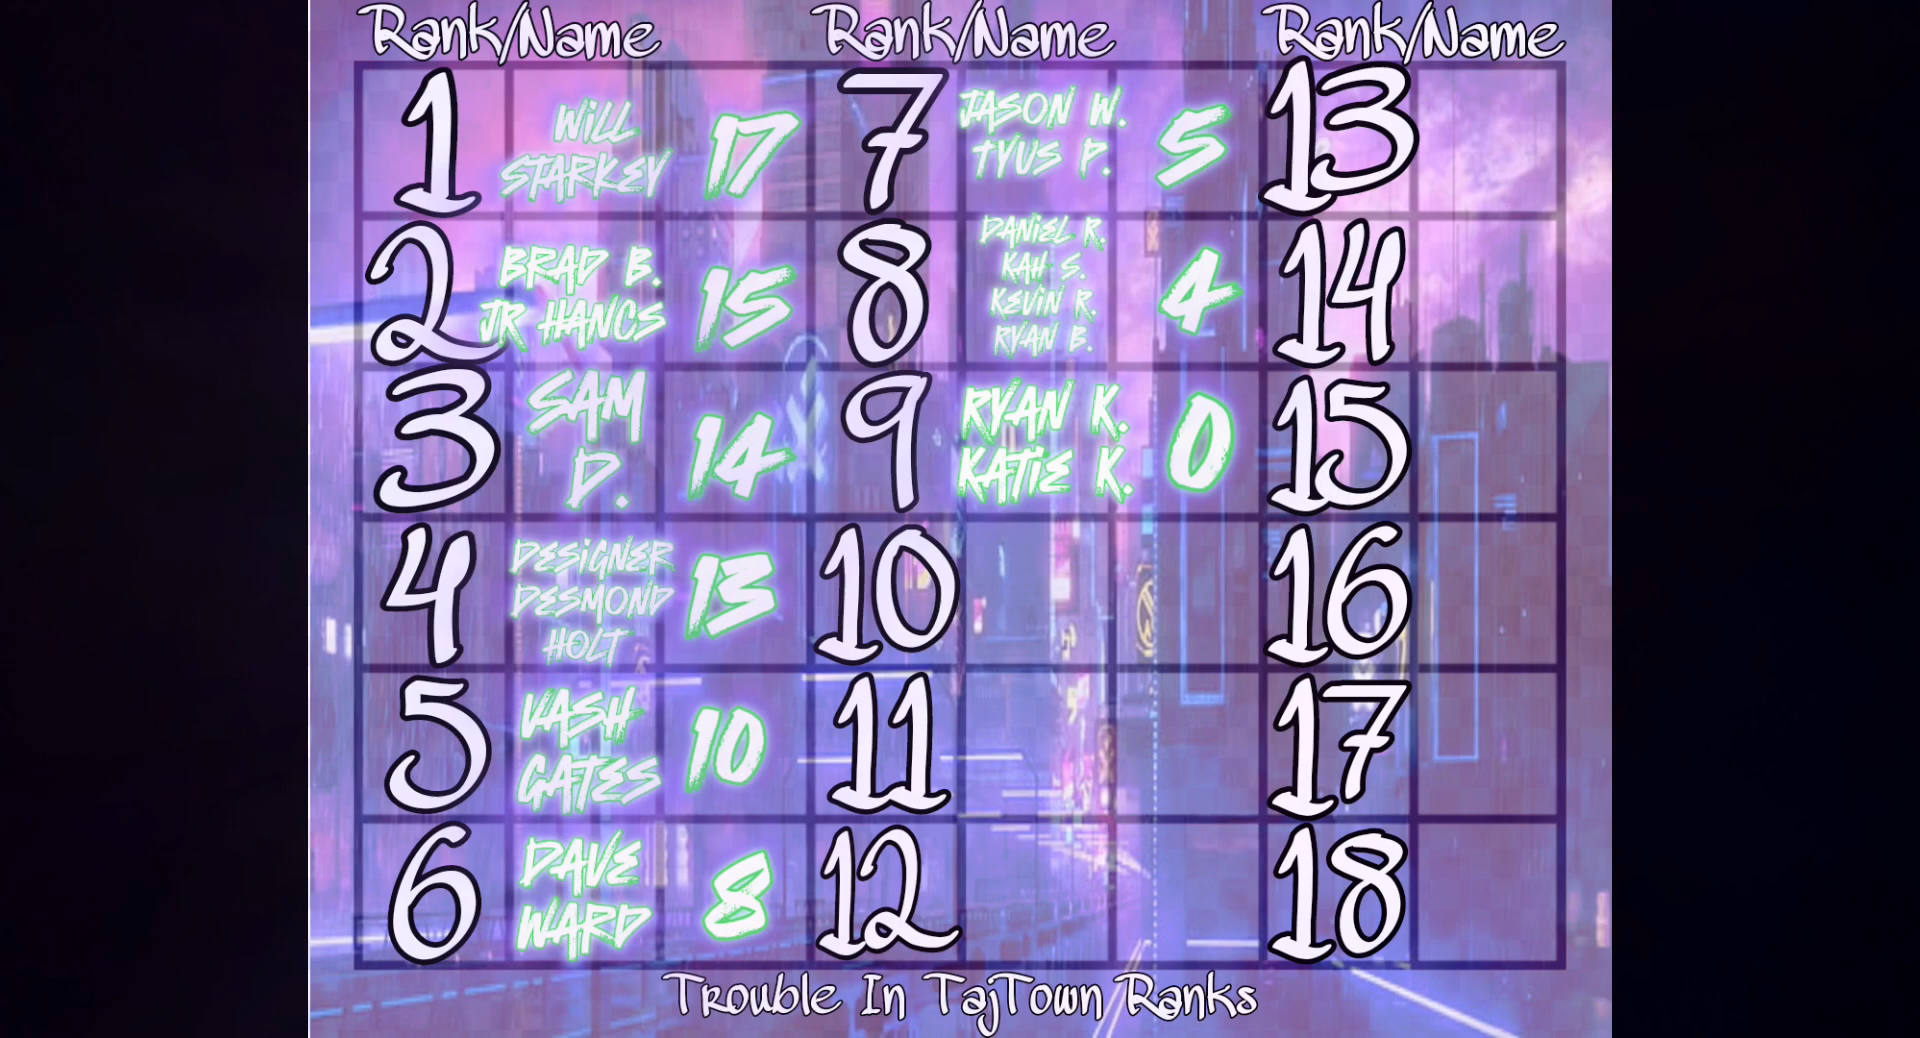 Rank/Name Rank/Name Rank/Name
1 WILL STARKEY 17
2 BRAD B. JR HANCS 15
3 SAM D. 14
4 DESIGNER DESMOND HOLT 13
5 VASH GATES 10
6 DAVE WARD 8
7 JASON W. TYUS P. 5
8 DANIEL R. KAH S. KEVIN R. RYAN B. 4
9 RYAN K. KATIE K. 0
10
11
12
13
14
15
16
17
18
Trouble In TajTown Ranks